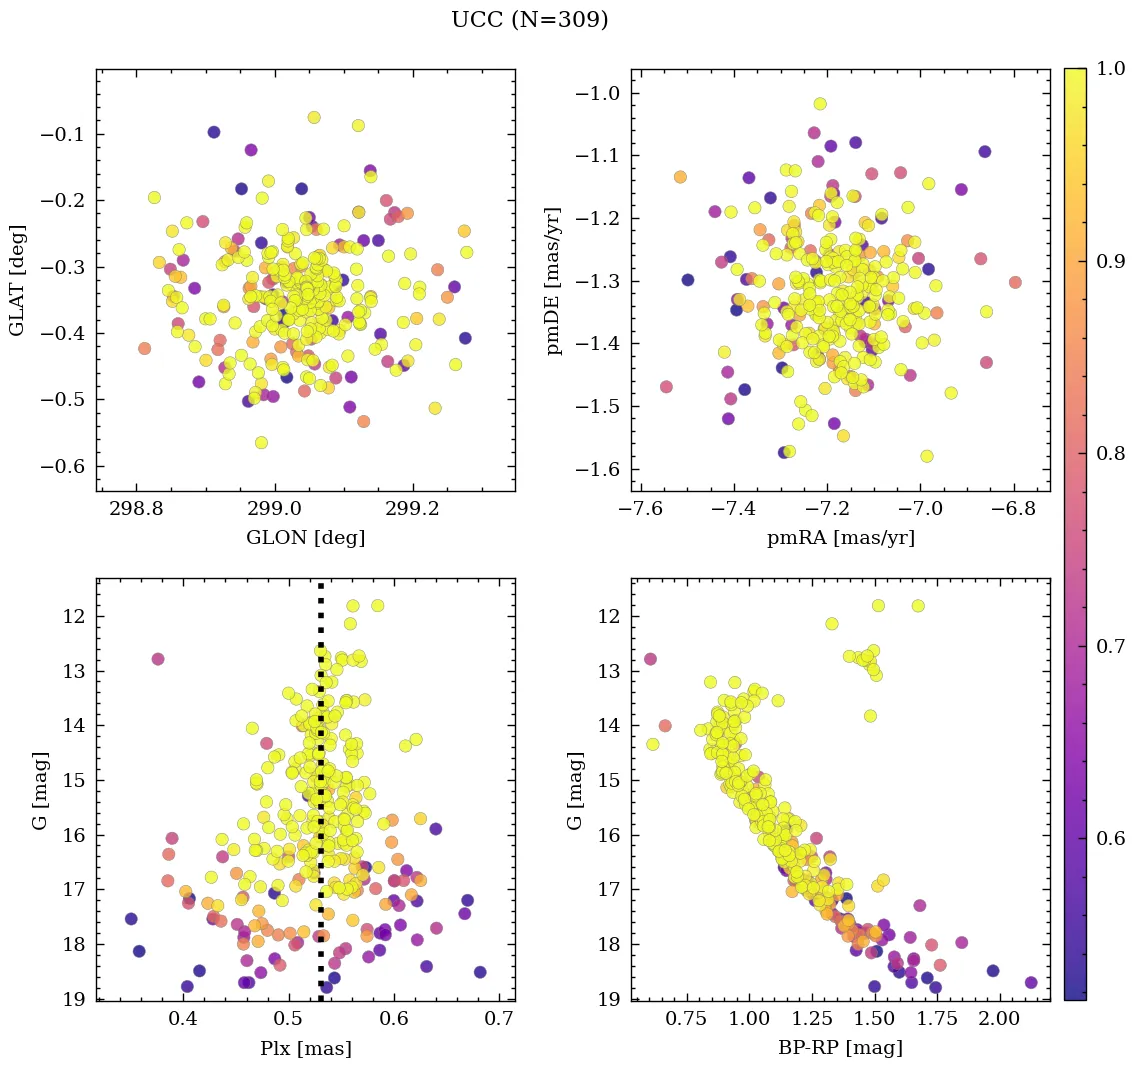 UCC (N=309)
−0.1
−0.2
−0.3
−0.4
−0.5
−0.6
GLAT [deg]
298.8 299.0 299.2
GLON [deg]
−1.0
−1.1
−1.2
−1.3
−1.4
−1.5
−1.6
pmDE [mas/yr]
−7.6 −7.4 −7.2 −7.0 −6.8
pmRA [mas/yr]
12
13
14
15
16
17
18
19
G [mag]
0.4 0.5 0.6 0.7
Plx [mas]
12
13
14
15
16
17
18
19
G [mag]
0.75 1.00 1.25 1.50 1.75 2.00
BP-RP [mag]
1.0
0.9
0.8
0.7
0.6